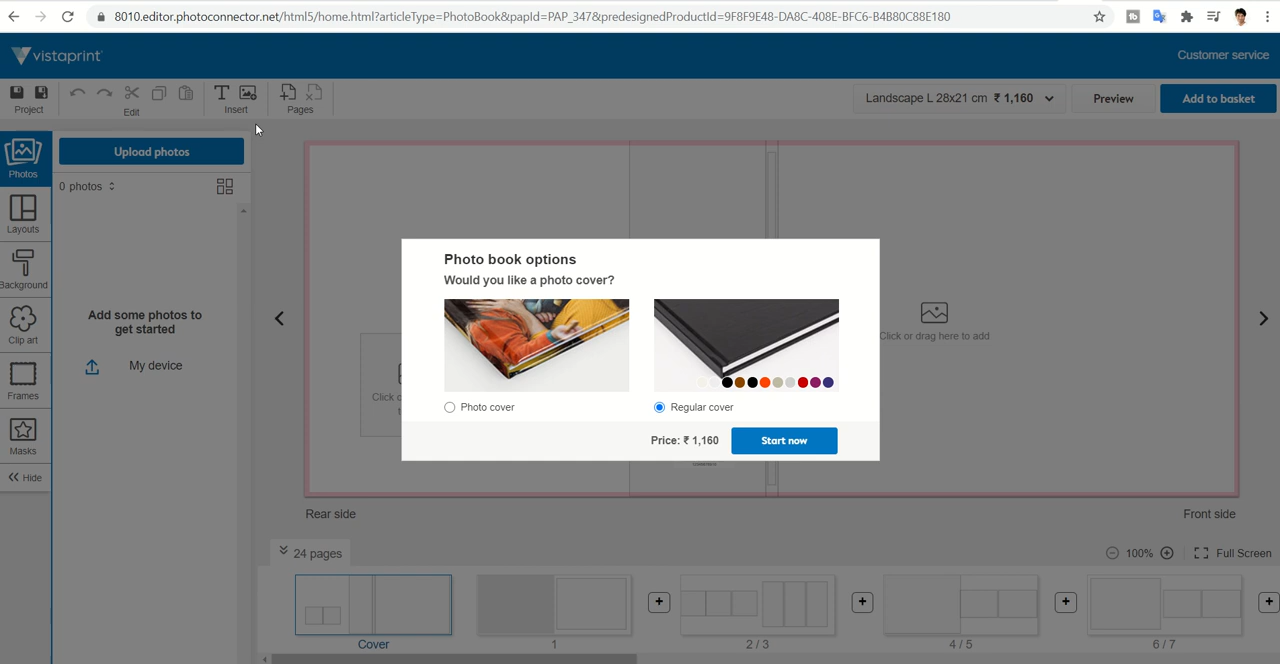 8010.editor.photoconnector.net/html5/home.html?articleType=PhotoBook&papId=PAP_347&predesignedProductId=9F8F9E48-DA8C-408E-BFC6-B4B80C88E180
vistaprint
Customer service
Project
Edit
Insert
Pages
Landscape L 28x21 cm ₹ 1,160
Preview
Add to basket
Photos
Layouts
Background
Clip art
Frames
Masks
Hide
Upload photos
0 photos
Add some photos to
get started
My device
Photo book options
Would you like a photo cover?
Photo cover
Regular cover
Price: ₹ 1,160
Start now
Click or drag here to add
Click
Rear side
Front side
24 pages
100%
Full Screen
Cover
1
2 / 3
4 / 5
6 / 7